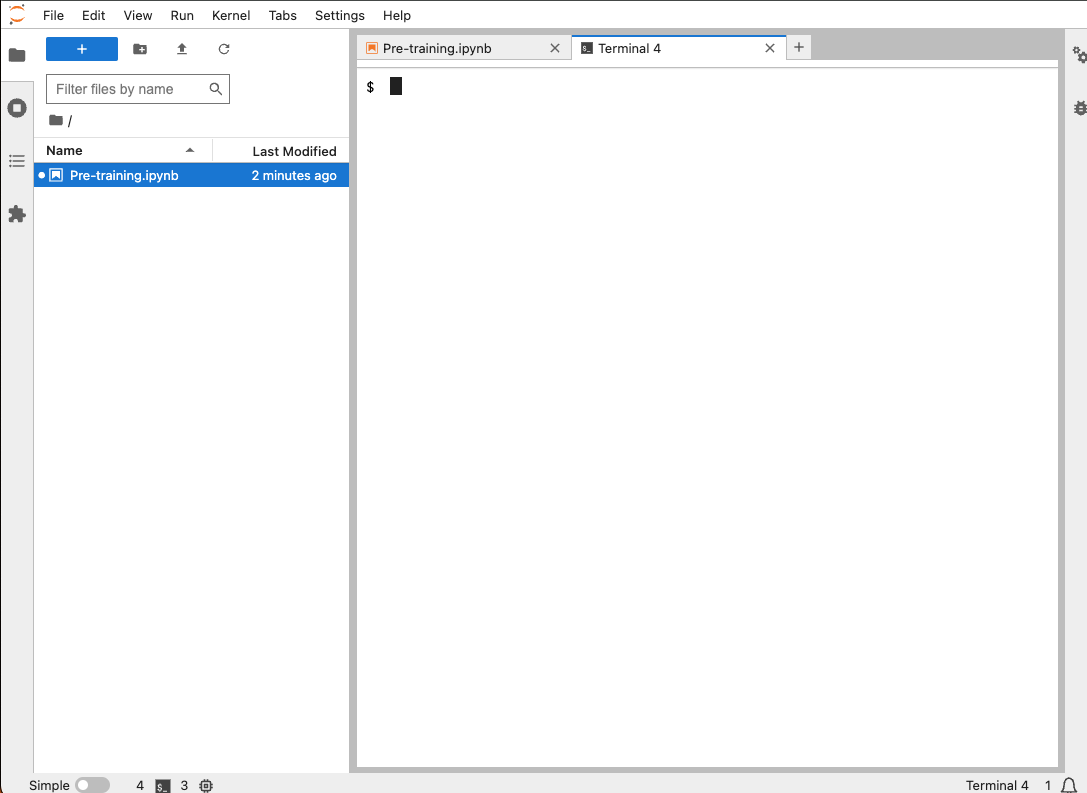 File Edit View Run Kernel Tabs Settings Help
+
Filter files by name
/
Name Last Modified
Pre-training.ipynb 2 minutes ago
Pre-training.ipynb
$_ Terminal 4
+
$
Simple 4 $_ 3 Terminal 4 1